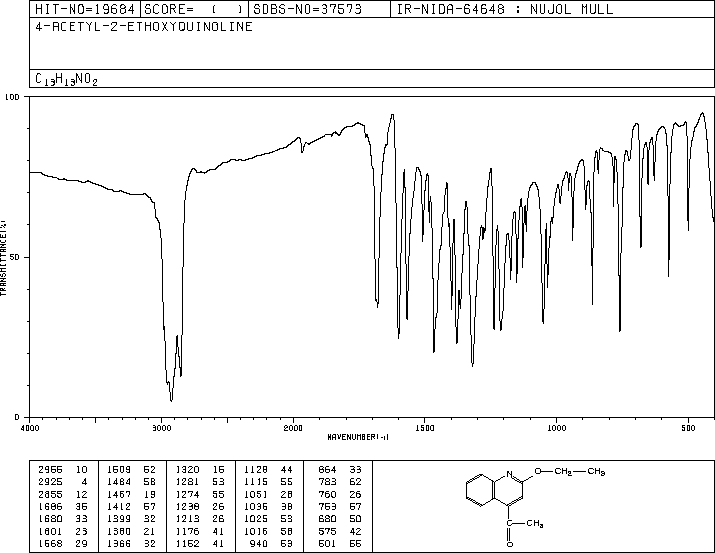 HIT-NO=19684 SCORE= ( ) SDBS-NO=37573 IR-NIDA-64648 : NUJOL MULL
4-ACETYL-2-ETHOXYQUINOLINE
C13H13NO2
100
50
0
TRANSMITTANCE(%)
4000 3000 2000 1500 1000 500
WAVENUMBER(-1)
2956 10 1509 52 1320 15 1128 44 864 33
2925 4 1484 58 1281 53 1115 55 783 62
2855 12 1467 19 1274 55 1051 28 760 26
1686 35 1412 57 1238 26 1035 38 753 57
1680 33 1399 32 1213 26 1025 53 680 50
1601 23 1380 21 1176 41 1016 58 575 42
1568 29 1366 32 1152 41 940 53 501 55
N O CH2 CH3
C CH3
O